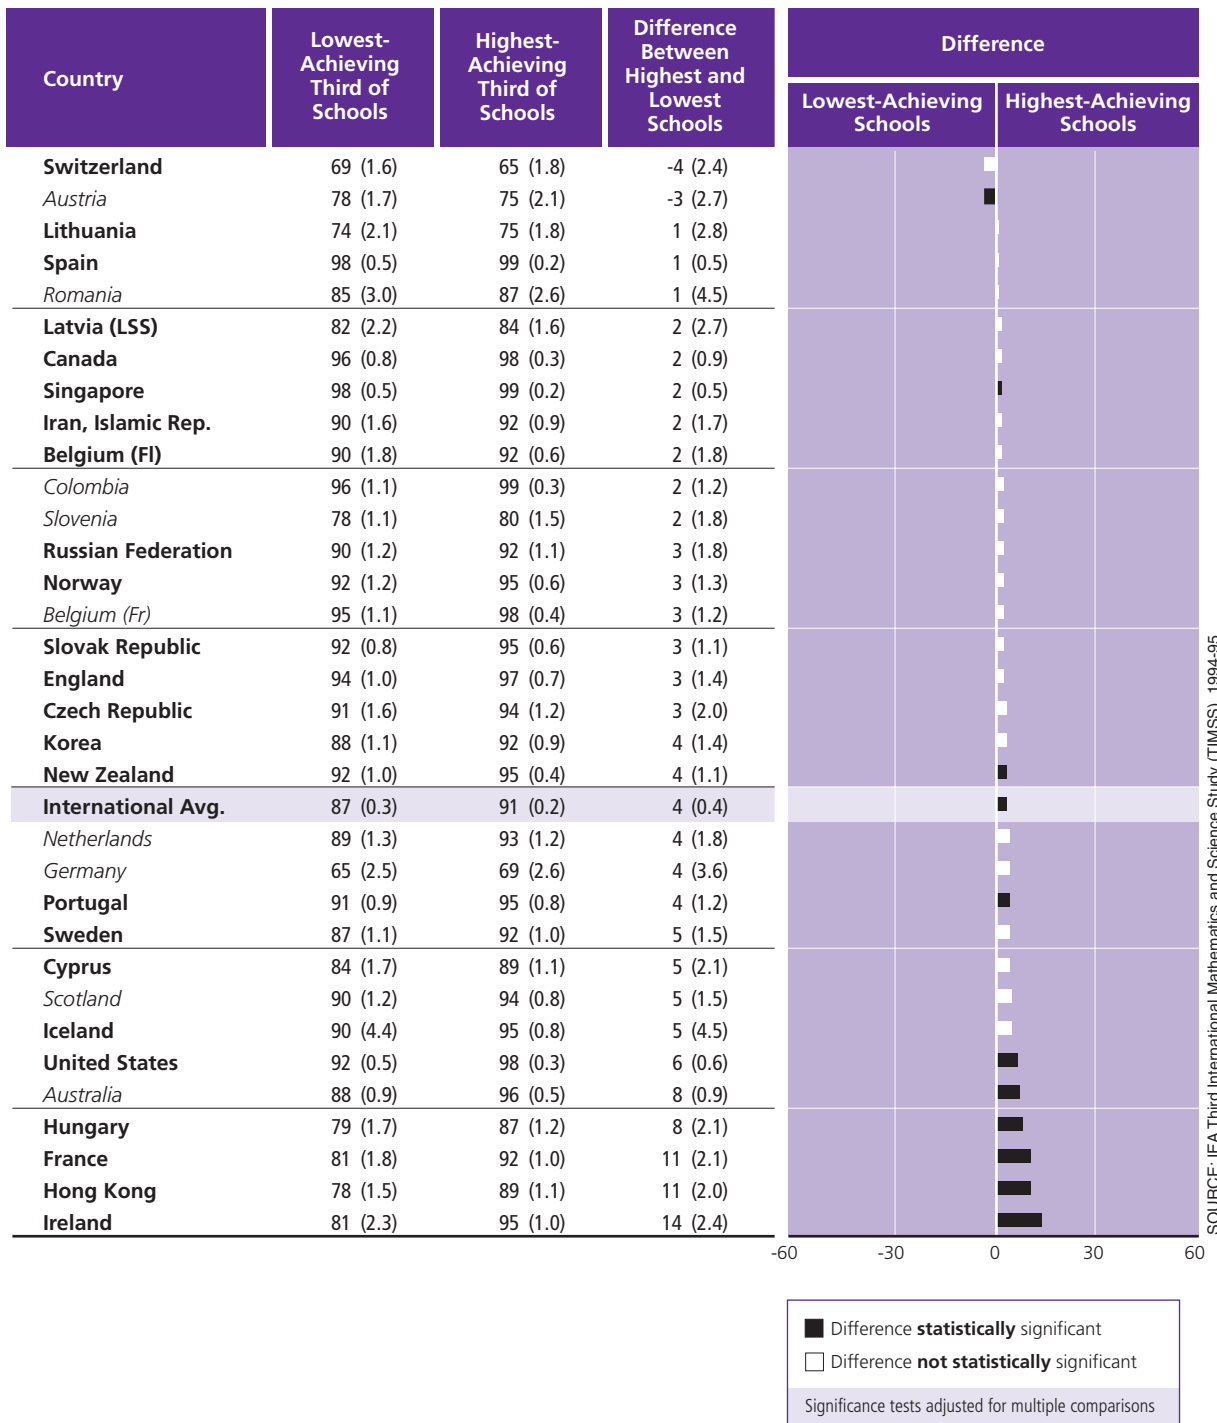 Country
Lowest-
Achieving
Third of
Schools
Highest-
Achieving
Third of
Schools
Difference
Between
Highest and
Lowest
Schools
Difference
Lowest-Achieving
Schools
Highest-Achieving
Schools
Switzerland 69 (1.6) 65 (1.8) -4 (2.4)
Austria 78 (1.7) 75 (2.1) -3 (2.7)
Lithuania 74 (2.1) 75 (1.8) 1 (2.8)
Spain 98 (0.5) 99 (0.2) 1 (0.5)
Romania 85 (3.0) 87 (2.6) 1 (4.5)
Latvia (LSS) 82 (2.2) 84 (1.6) 2 (2.7)
Canada 96 (0.8) 98 (0.3) 2 (0.9)
Singapore 98 (0.5) 99 (0.2) 2 (0.5)
Iran, Islamic Rep. 90 (1.6) 92 (0.9) 2 (1.7)
Belgium (Fl) 90 (1.8) 92 (0.6) 2 (1.8)
Colombia 96 (1.1) 99 (0.3) 2 (1.2)
Slovenia 78 (1.1) 80 (1.5) 2 (1.8)
Russian Federation 90 (1.2) 92 (1.1) 3 (1.8)
Norway 92 (1.2) 95 (0.6) 3 (1.3)
Belgium (Fr) 95 (1.1) 98 (0.4) 3 (1.2)
Slovak Republic 92 (0.8) 95 (0.6) 3 (1.1)
England 94 (1.0) 97 (0.7) 3 (1.4)
Czech Republic 91 (1.6) 94 (1.2) 3 (2.0)
Korea 88 (1.1) 92 (0.9) 4 (1.4)
New Zealand 92 (1.0) 95 (0.4) 4 (1.1)
International Avg. 87 (0.3) 91 (0.2) 4 (0.4)
Netherlands 89 (1.3) 93 (1.2) 4 (1.8)
Germany 65 (2.5) 69 (2.6) 4 (3.6)
Portugal 91 (0.9) 95 (0.8) 4 (1.2)
Sweden 87 (1.1) 92 (1.0) 5 (1.5)
Cyprus 84 (1.7) 89 (1.1) 5 (2.1)
Scotland 90 (1.2) 94 (0.8) 5 (1.5)
Iceland 90 (4.4) 95 (0.8) 5 (4.5)
United States 92 (0.5) 98 (0.3) 6 (0.6)
Australia 88 (0.9) 96 (0.5) 8 (0.9)
Hungary 79 (1.7) 87 (1.2) 8 (2.1)
France 81 (1.8) 92 (1.0) 11 (2.1)
Hong Kong 78 (1.5) 89 (1.1) 11 (2.0)
Ireland 81 (2.3) 95 (1.0) 14 (2.4)
-60 -30 0 30 60
Difference statistically significant
Difference not statistically significant
Significance tests adjusted for multiple comparisons
SOURCE: IEA Third International Mathematics and Science Study (TIMSS), 1994-95